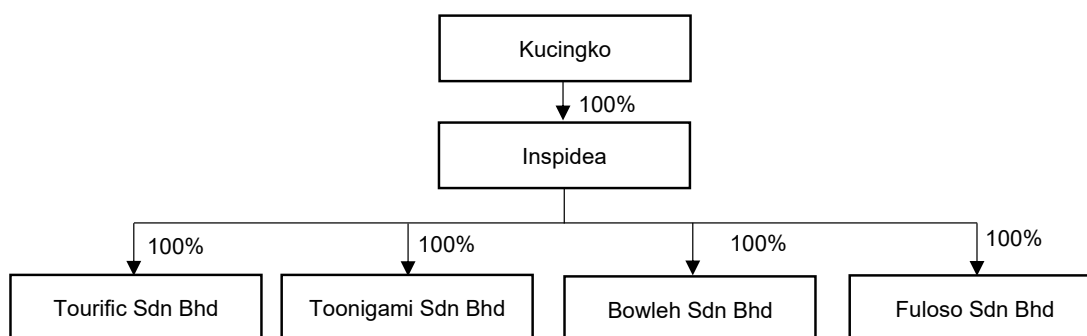 Kucingko
100%
Inspidea
100%
100%
100%
100%
Tourific Sdn Bhd
Toonigami Sdn Bhd
Bowleh Sdn Bhd
Fuloso Sdn Bhd